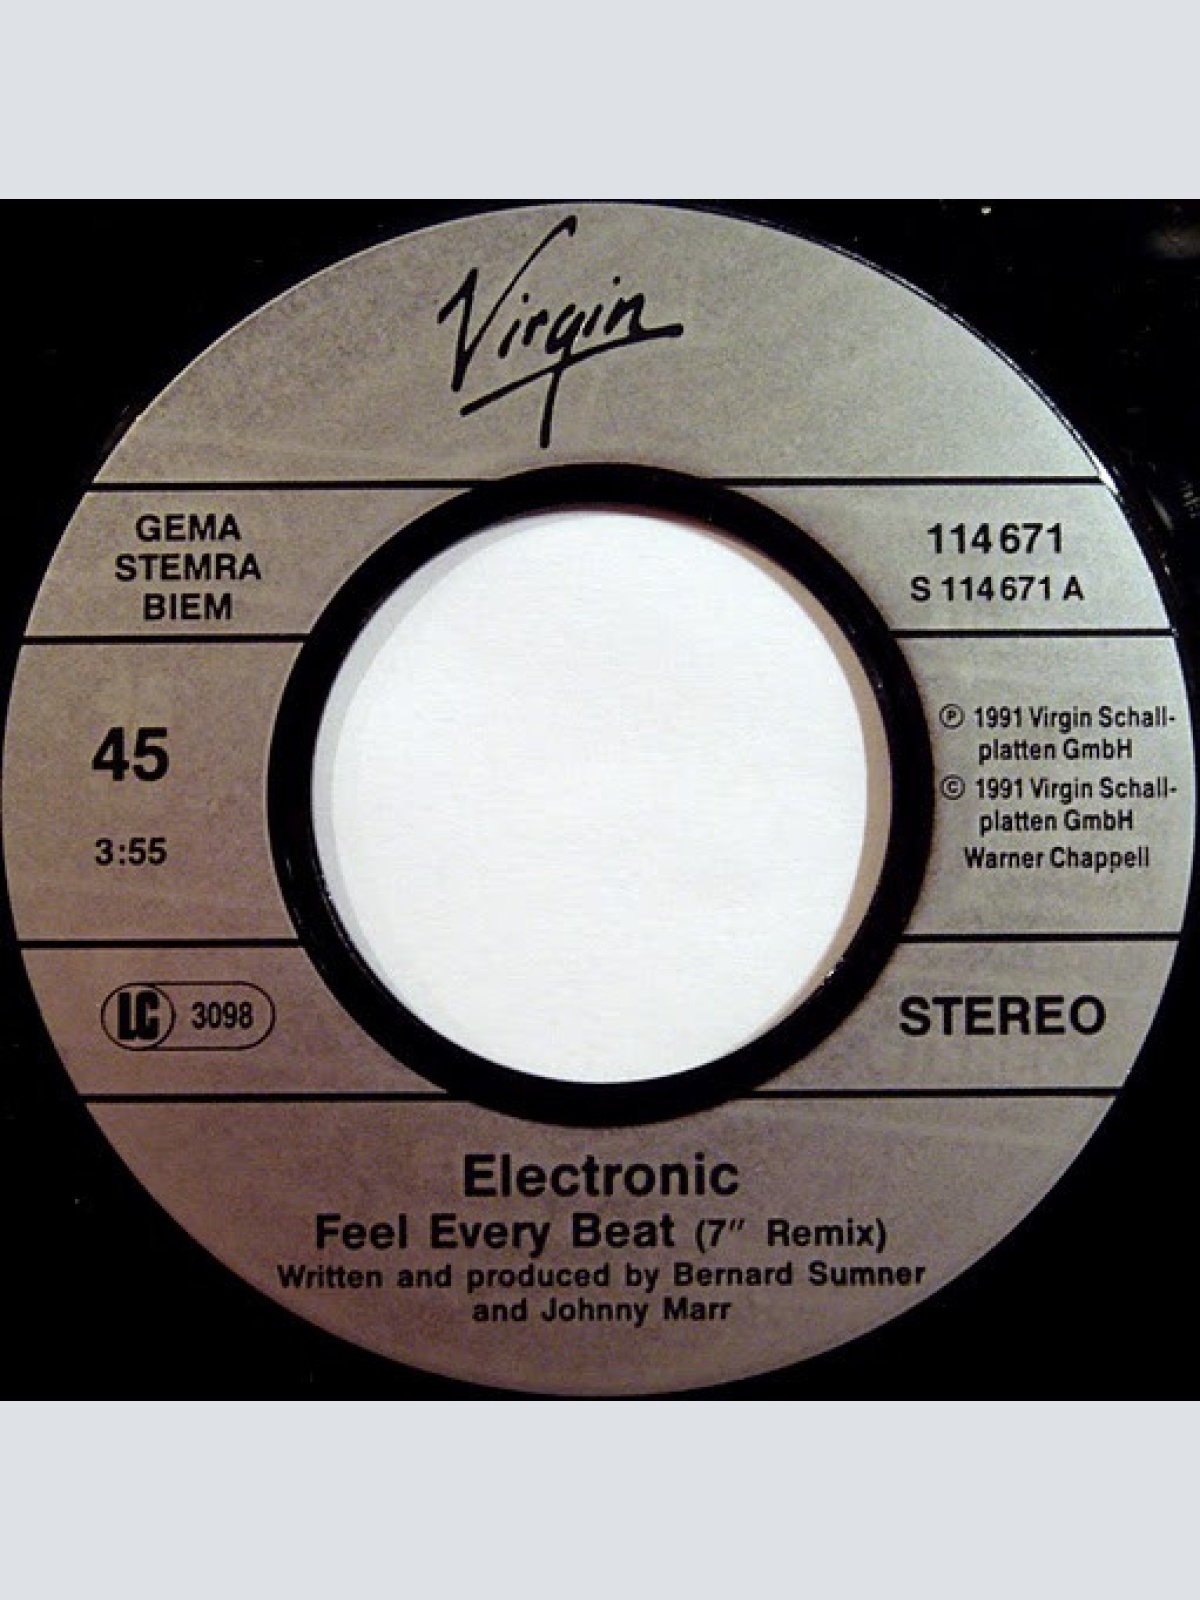 Virgin
GEMA
STEMRA
BIEM
114 671
S 114 671 A
45
3:55
℗ 1991 Virgin Schall-
platten GmbH
© 1991 Virgin Schall-
platten GmbH
Warner Chappell
LC 3098
STEREO
Electronic
Feel Every Beat (7" Remix)
Written and produced by Bernard Sumner
and Johnny Marr